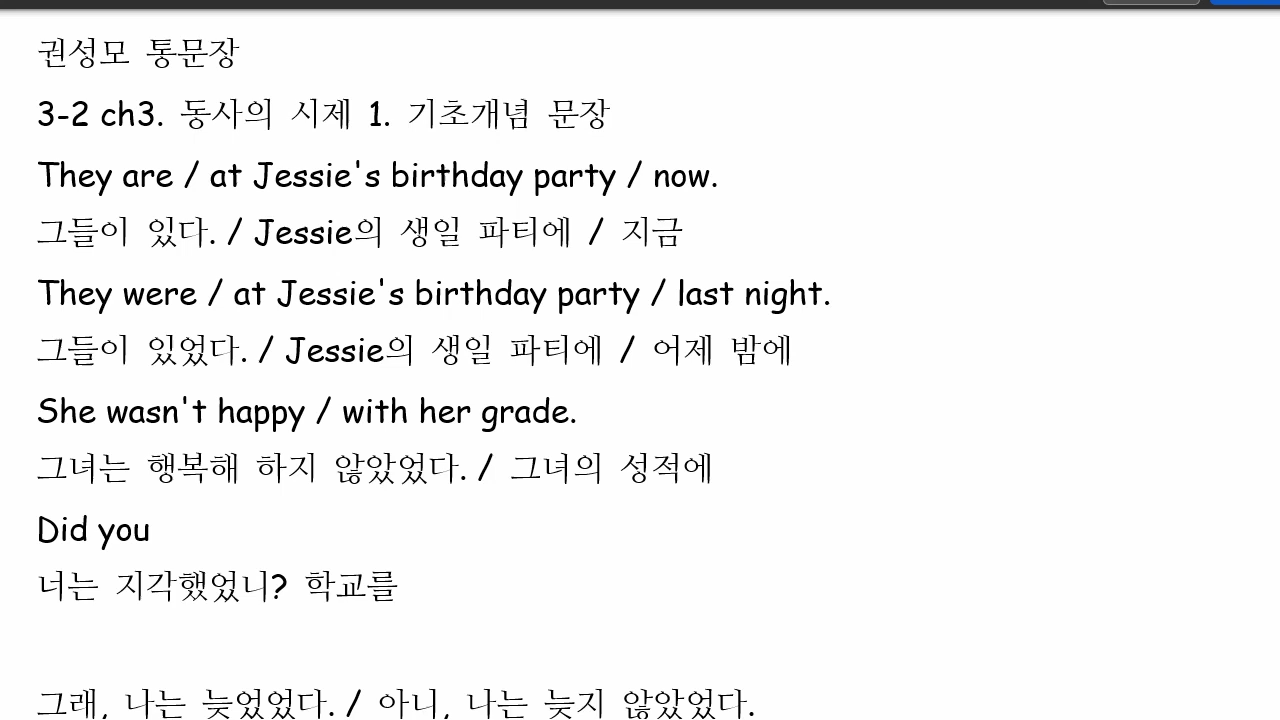 권성모 통문장
3-2 ch3. 동사의 시제 1. 기초개념 문장
They are / at Jessie's birthday party / now.
그들이 있다. / Jessie의 생일 파티에 / 지금
They were / at Jessie's birthday party / last night.
그들이 있었다. / Jessie의 생일 파티에 / 어제 밤에
She wasn't happy / with her grade.
그녀는 행복해 하지 않았었다. / 그녀의 성적에
Did you
너는 지각했었니? 학교를
그래, 나는 늦었었다. / 아니, 나는 늦지 않았었다.